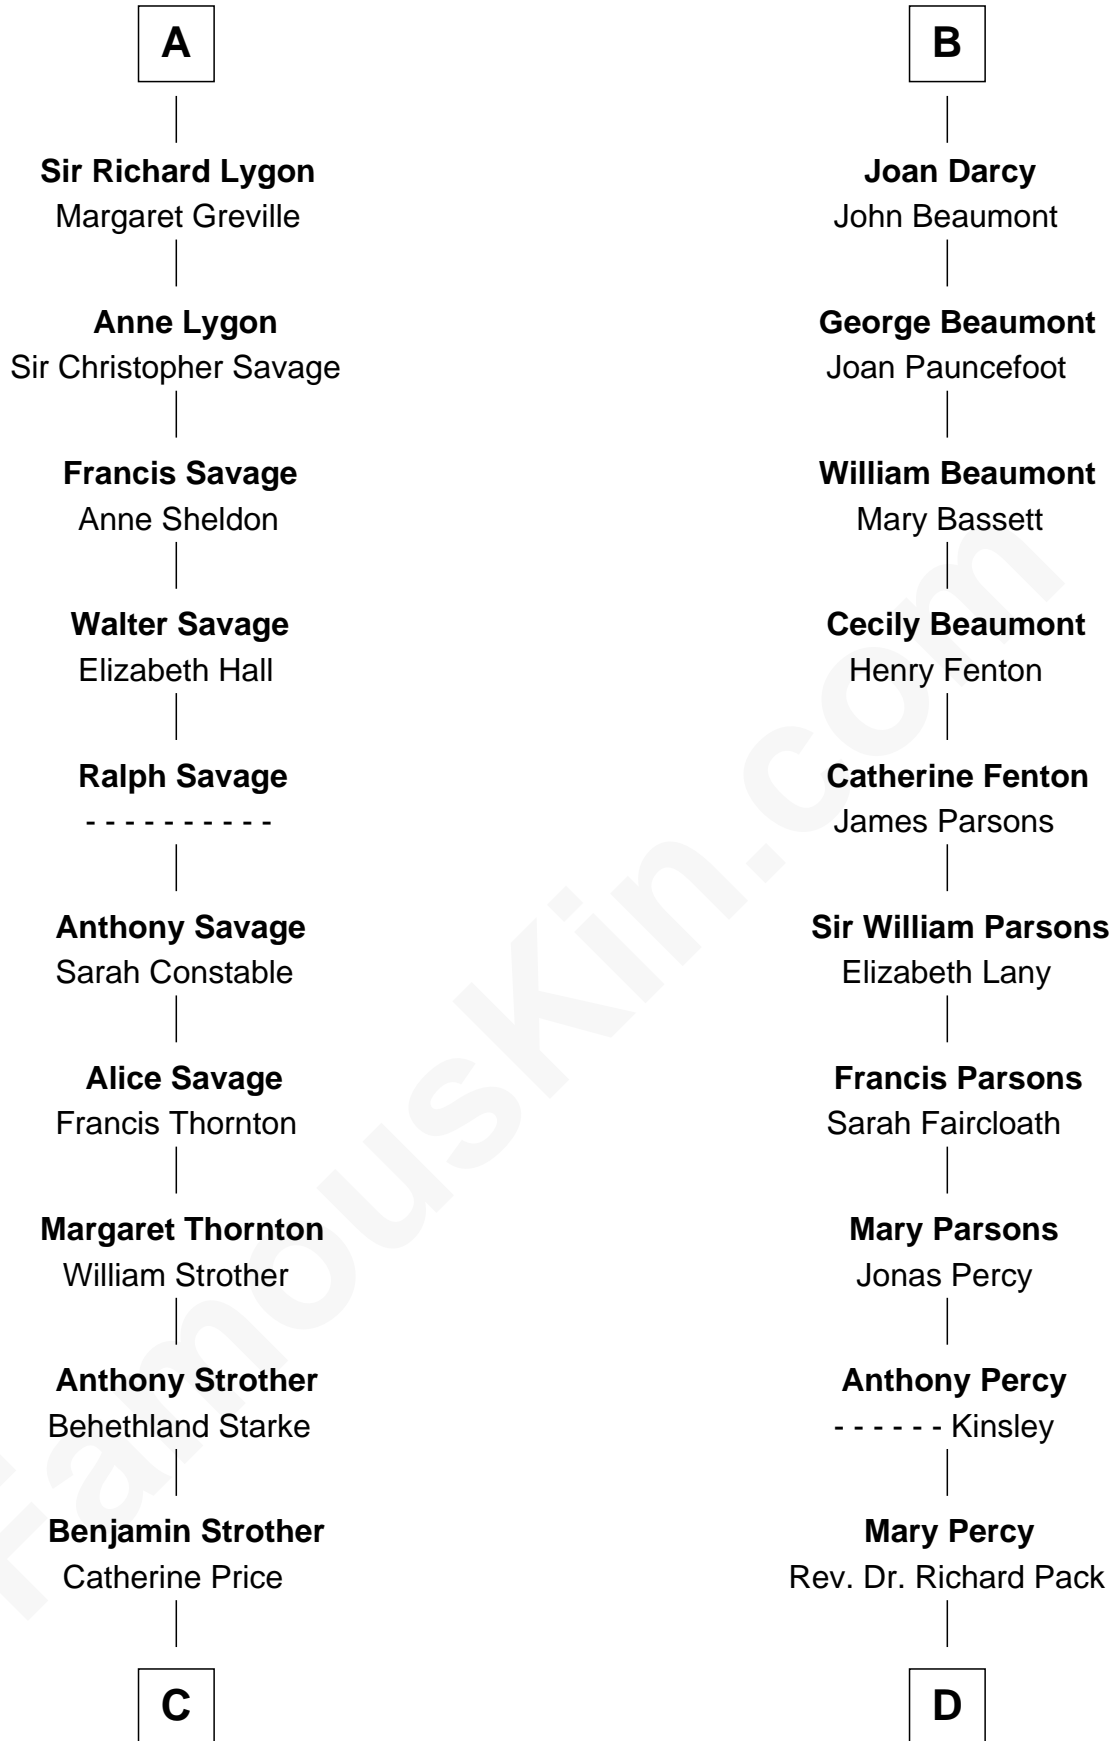 A
Sir Richard Lygon
Margaret Greville
Anne Lygon
Sir Christopher Savage
Francis Savage
Anne Sheldon
Walter Savage
Elizabeth Hall
Ralph Savage
- - - - - - - - - -
Anthony Savage
Sarah Constable
Alice Savage
Francis Thornton
Margaret Thornton
William Strother
Anthony Strother
Behethland Starke
Benjamin Strother
Catherine Price
C
B
Joan Darcy
John Beaumont
George Beaumont
Joan Pauncefoot
William Beaumont
Mary Bassett
Cecily Beaumont
Henry Fenton
Catherine Fenton
James Parsons
Sir William Parsons
Elizabeth Lany
Francis Parsons
Sarah Faircloath
Mary Parsons
Jonas Percy
Anthony Percy
- - - - - - Kinsley
Mary Percy
Rev. Dr. Richard Pack
D
FamousKin.com